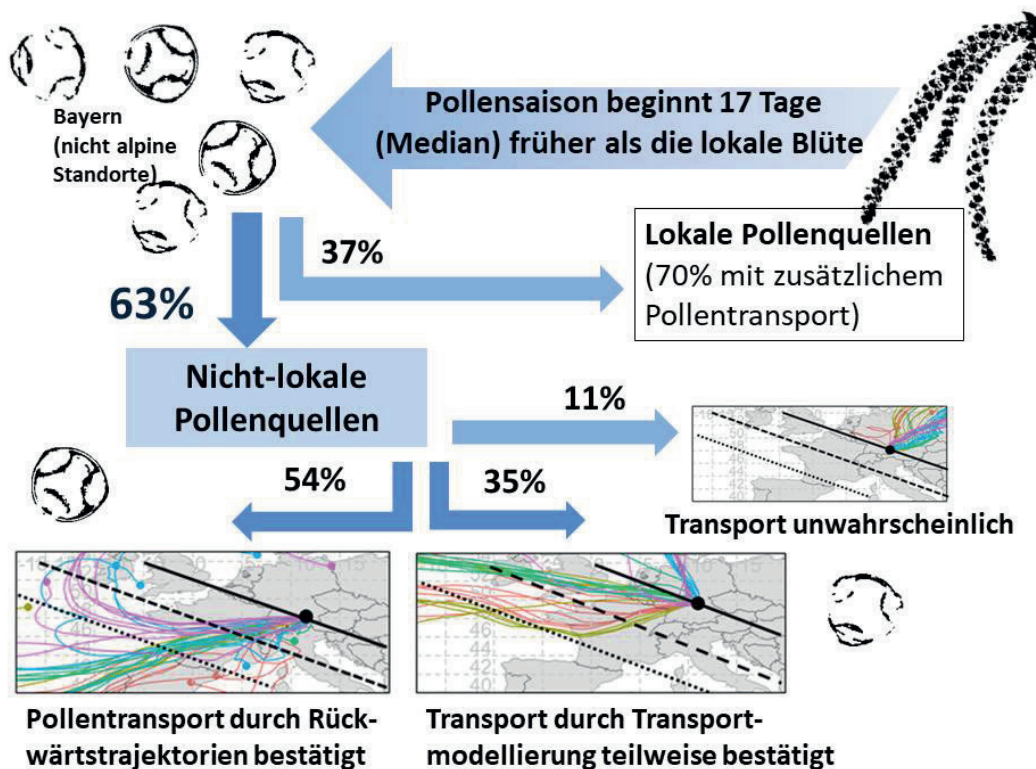 Pollensaison beginnt 17 Tage
(Median) früher als die lokale Blüte
Bayern
(nicht alpine
Standorte)
37%
63%
Lokale Pollenquellen
(70% mit zusätzlichem
Pollentransport)
Nicht-lokale
Pollenquellen
11%
54%
35%
Transport unwahrscheinlich
Pollentransport durch Rück-
wärtstrajektorien bestätigt
Transport durch Transport-
modellierung teilweise bestätigt